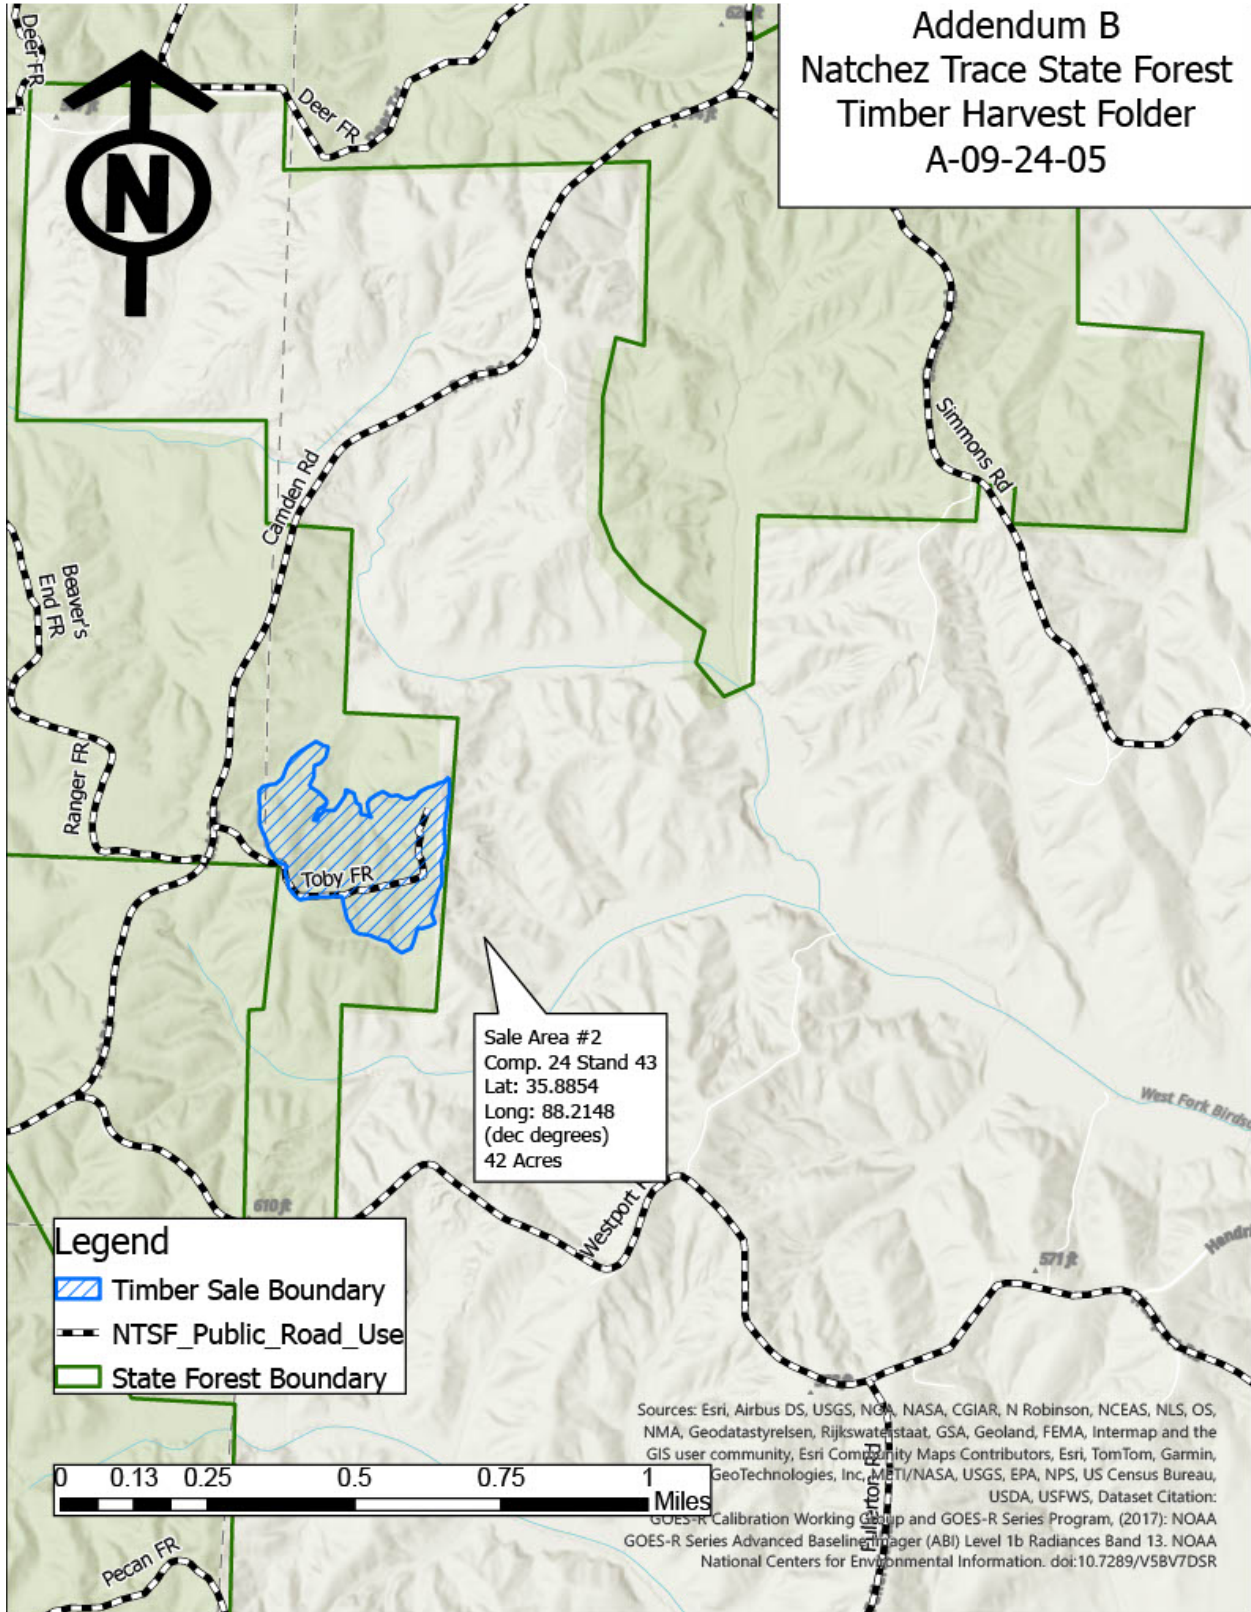 Addendum B
Natchez Trace State Forest
Timber Harvest Folder
A-09-24-05
Deer FR
N
Deer FR
Camden Rd
Simmons Rd
Beaver's
End FR
Ranger FR
Toby FR
Sale Area #2
Comp. 24 Stand 43
Lat: 35.8854
Long: 88.2148
(dec degrees)
42 Acres
West Fork
610 ft
Westport
571 ft
Legend
Timber Sale Boundary
NTSF_Public_Road_Use
State Forest Boundary
Fullerton Rd
0 0.13 0.25 0.5 0.75 1
Miles
Pecan FR
Sources: Esri, Airbus DS, USGS, NGA, NASA, CGIAR, N Robinson, NCEAS, NLS, OS,
NMA, Geodatastyrelsen, Rijkswaterstaat, GSA, Geoland, FEMA, Intermap and the
GIS user community, Esri Community Maps Contributors, Esri, TomTom, Garmin,
GeoTechnologies, Inc, METI/NASA, USGS, EPA, NPS, US Census Bureau,
USDA, USFWS, Dataset Citation:
GOES-R Calibration Working Group and GOES-R Series Program, (2017): NOAA
GOES-R Series Advanced Baseline Imager (ABI) Level 1b Radiances Band 13. NOAA
National Centers for Environmental Information. doi:10.7289/V5BV7DSR